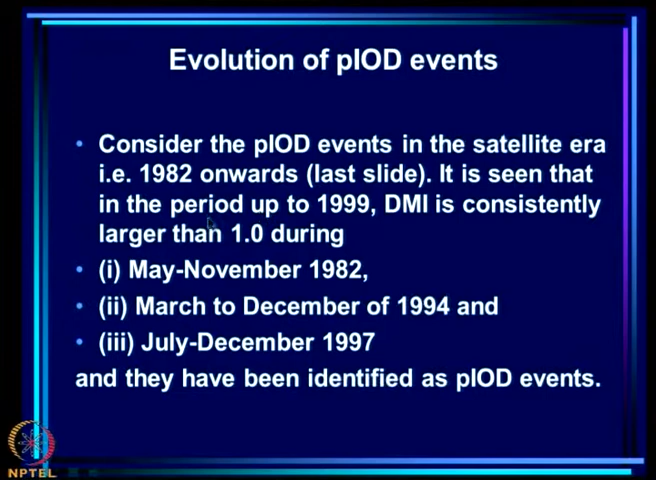 Evolution of pIOD events
• Consider the pIOD events in the satellite era
i.e. 1982 onwards (last slide). It is seen that
in the period up to 1999, DMI is consistently
larger than 1.0 during
• (i) May-November 1982,
• (ii) March to December of 1994 and
• (iii) July-December 1997
and they have been identified as pIOD events.
NPTEL